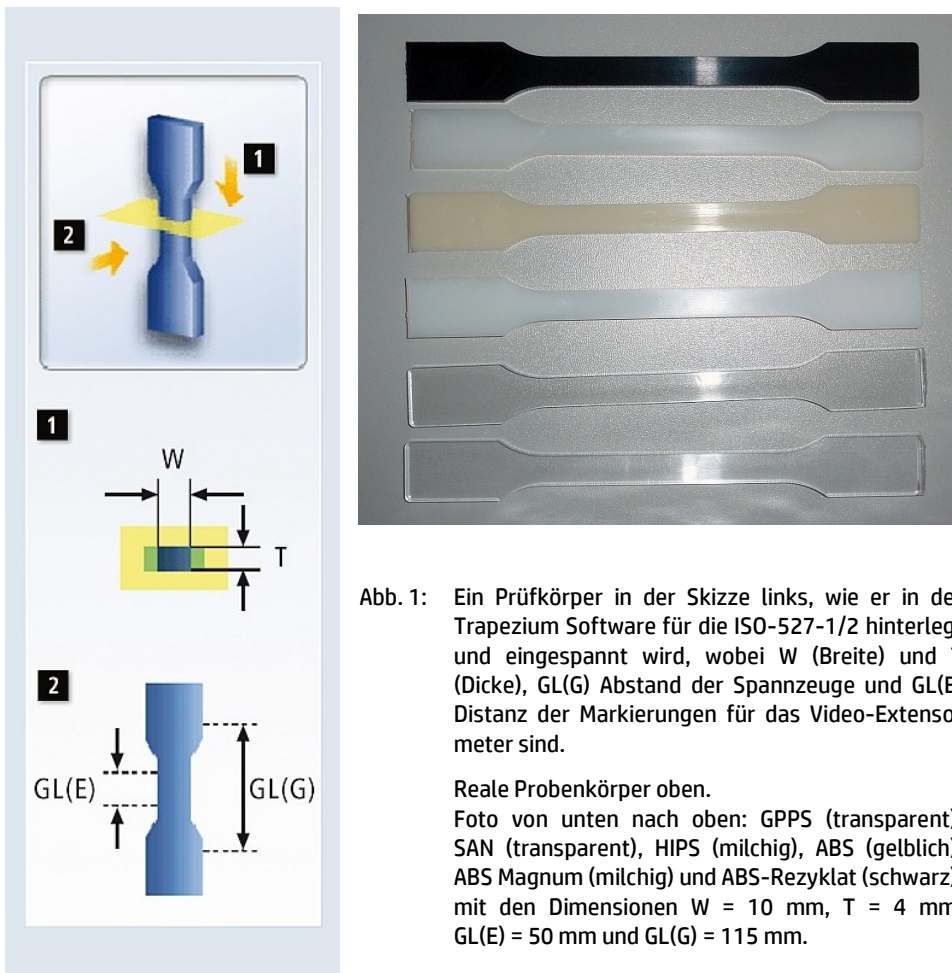 1
2
1
W
T
2
GL(E)
GL(G)
Abb. 1: Ein Prüfkörper in der Skizze links, wie er in de
Trapezium Software für die ISO-527-1/2 hinterleg
und eingespannt wird, wobei W (Breite) und
(Dicke), GL(G) Abstand der Spannzeuge und GL(E
Distanz der Markierungen für das Video-Extenso
meter sind.
Reale Probenkörper oben.
Foto von unten nach oben: GPPS (transparent)
SAN (transparent), HIPS (milchig), ABS (gelblich)
ABS Magnum (milchig) und ABS-Rezyklat (schwarz)
mit den Dimensionen W = 10 mm, T = 4 mm
GL(E) = 50 mm und GL(G) = 115 mm.